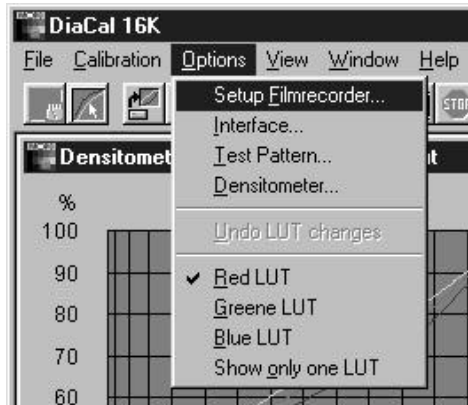 DiaCal 16K
File Calibration Options View Window Help
STOP
Setup Filmrecorder...
Interface...
Test Pattern...
Densitometer...
Undo LUT changes
Red LUT
Greene LUT
Blue LUT
Show only one LUT
%
100
90
80
70
60